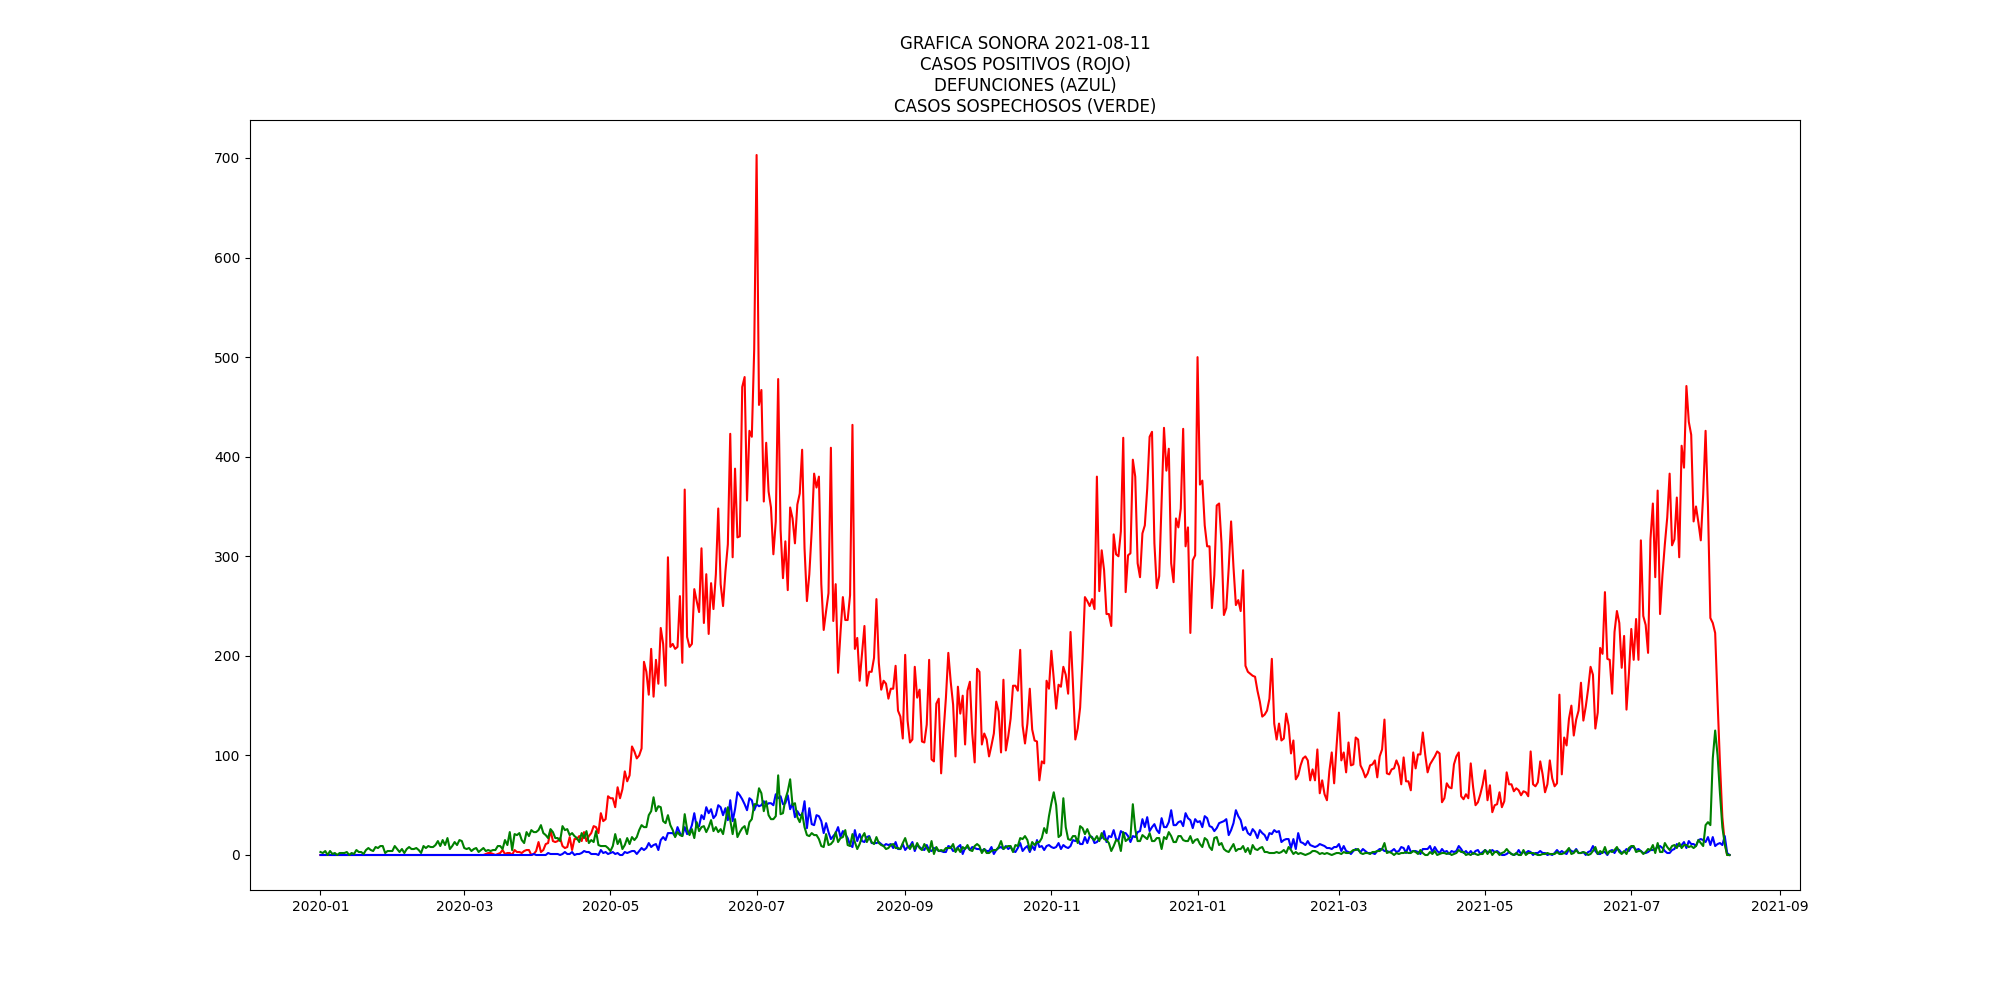 GRAFICA SONORA 2021-08-11
CASOS POSITIVOS (ROJO)
DEFUNCIONES (AZUL)
CASOS SOSPECHOSOS (VERDE)
700
600
500
400
300
200
100
0
2020-01 2020-03 2020-05 2020-07 2020-09 2020-11 2021-01 2021-03 2021-05 2021-07 2021-09